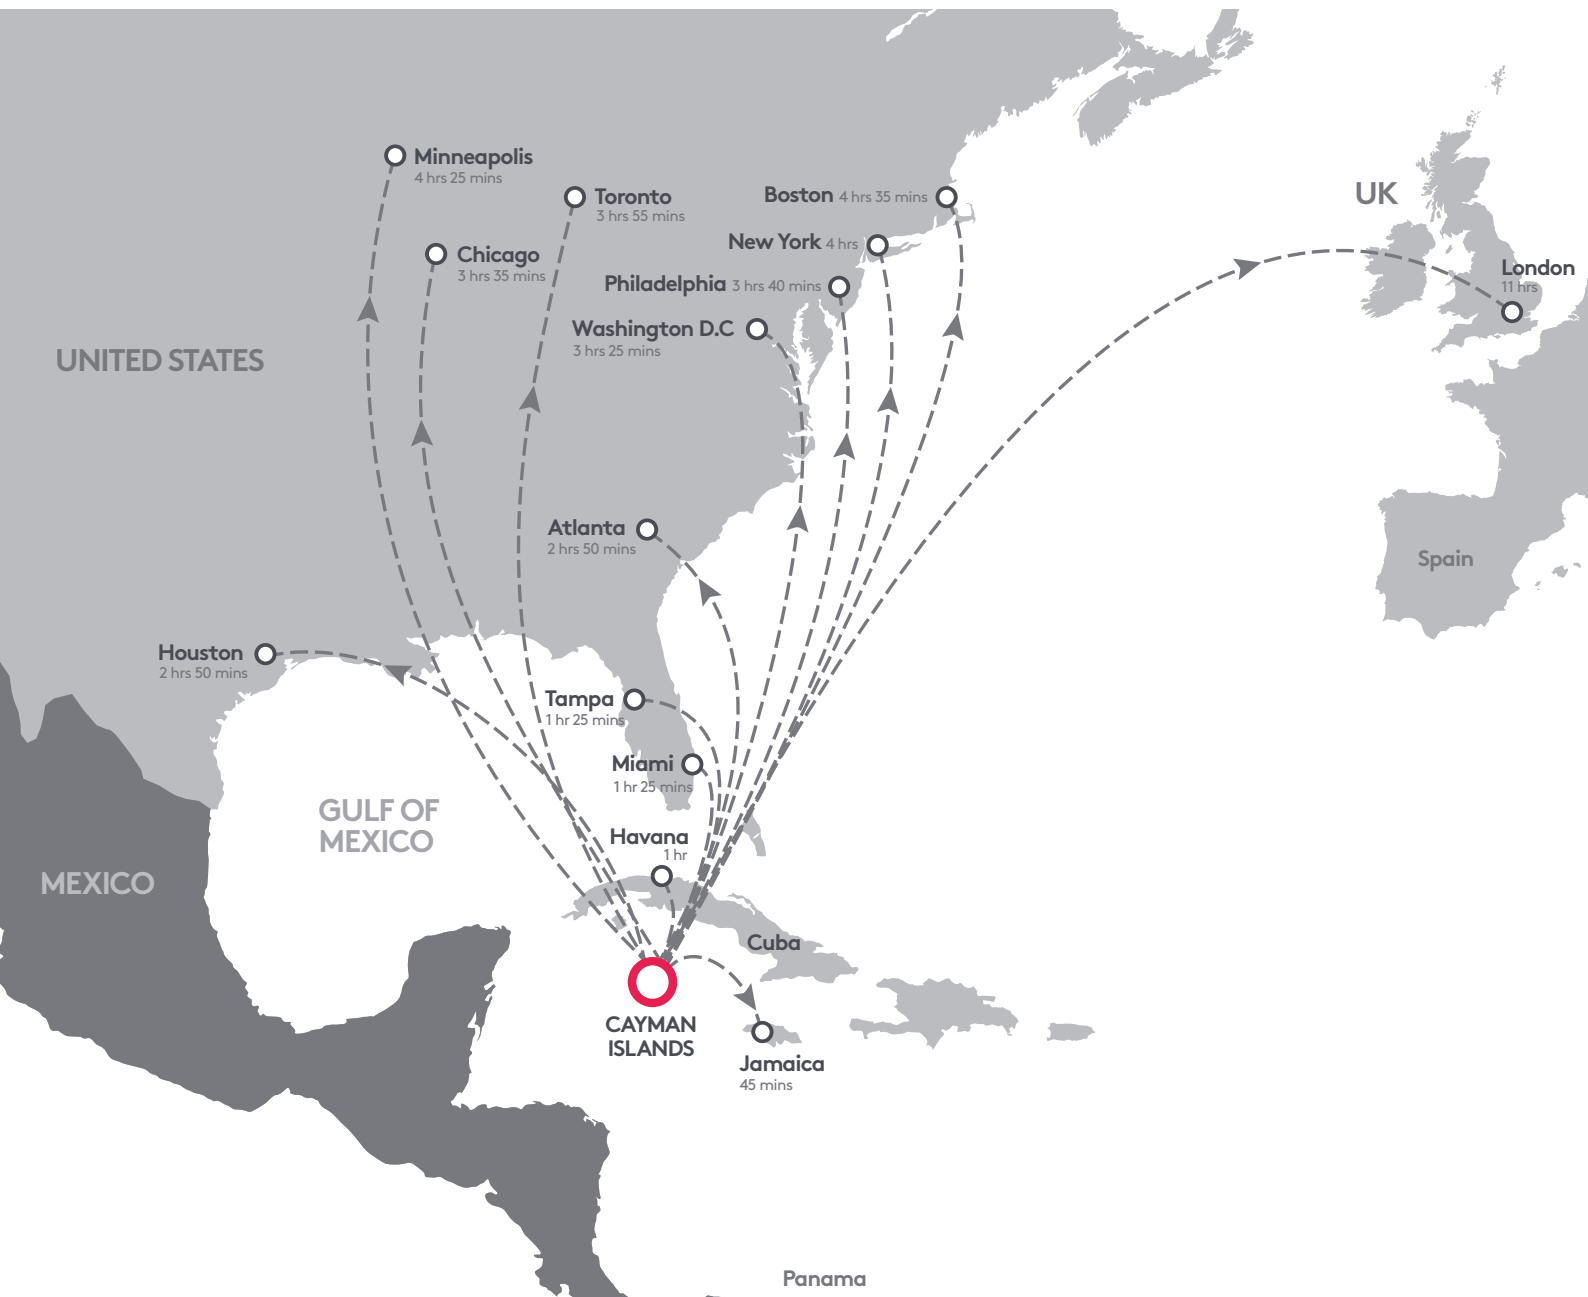 Minneapolis
4 hrs 25 mins
Toronto
3 hrs 55 mins
Boston 4 hrs 35 mins
UK
New York 4 hrs
Chicago
3 hrs 35 mins
Philadelphia 3 hrs 40 mins
London
11 hrs
Washington D.C
3 hrs 25 mins
UNITED STATES
Atlanta
2 hrs 50 mins
Spain
Houston
2 hrs 50 mins
Tampa
1 hr 25 mins
Miami
1 hr 25 mins
GULF OF
MEXICO
Havana
1 hr
MEXICO
Cuba
CAYMAN
ISLANDS
Jamaica
45 mins
Panama